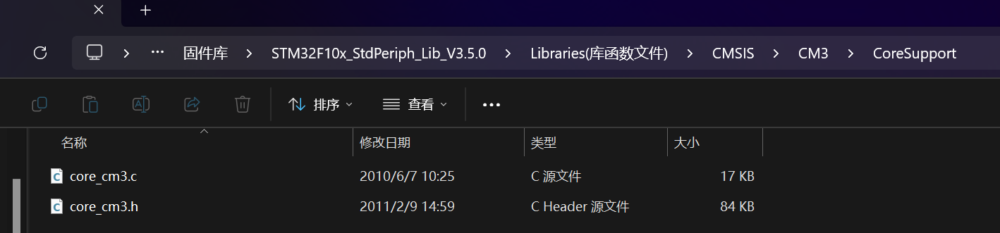 固件库 STM32F10x_StdPeriph_Lib_V3.5.0 Libraries(库函数文件) CMSIS CM3 CoreSupport
排序 查看
名称 修改日期 类型 大小
core_cm3.c 2010/6/7 10:25 C 源文件 17 KB
core_cm3.h 2011/2/9 14:59 C Header 源文件 84 KB